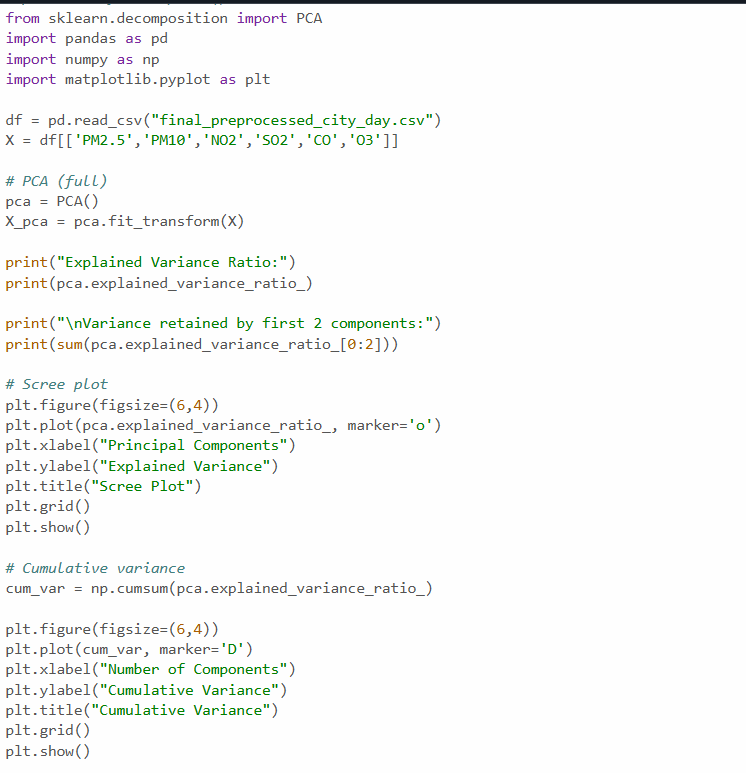 from sklearn.decomposition import PCA
import pandas as pd
import numpy as np
import matplotlib.pyplot as plt

df = pd.read_csv("final_preprocessed_city_day.csv")
X = df[['PM2.5','PM10','NO2','SO2','CO','O3']]

# PCA (full)
pca = PCA()
X_pca = pca.fit_transform(X)

print("Explained Variance Ratio:")
print(pca.explained_variance_ratio_)

print("\nVariance retained by first 2 components:")
print(sum(pca.explained_variance_ratio_[0:2]))

# Scree plot
plt.figure(figsize=(6,4))
plt.plot(pca.explained_variance_ratio_, marker='o')
plt.xlabel("Principal Components")
plt.ylabel("Explained Variance")
plt.title("Scree Plot")
plt.grid()
plt.show()

# Cumulative variance
cum_var = np.cumsum(pca.explained_variance_ratio_)

plt.figure(figsize=(6,4))
plt.plot(cum_var, marker='D')
plt.xlabel("Number of Components")
plt.ylabel("Cumulative Variance")
plt.title("Cumulative Variance")
plt.grid()
plt.show()